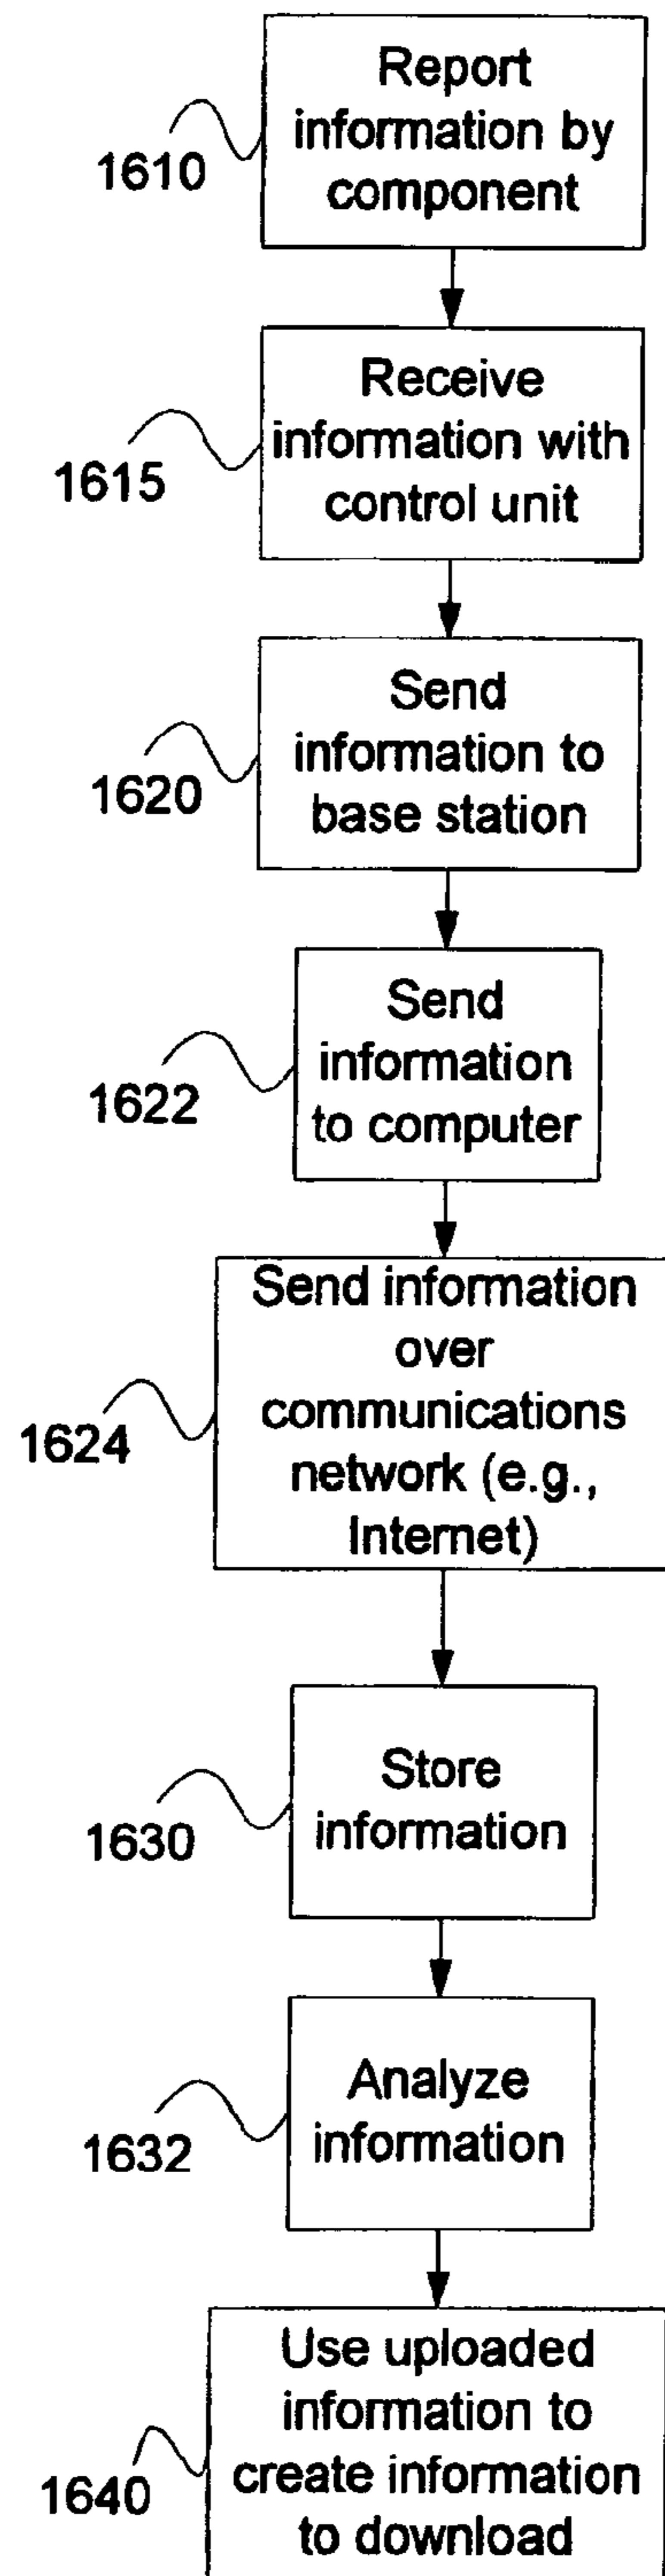 Report
information by
component
1610
Receive
information with
control unit
1615
Send
information to
base station
1620
Send
information
to computer
1622
Send information
over
communications
network (e.g.,
Internet)
1624
Store
information
1630
Analyze
information
1632
Use uploaded
information to
create information
to download
1640